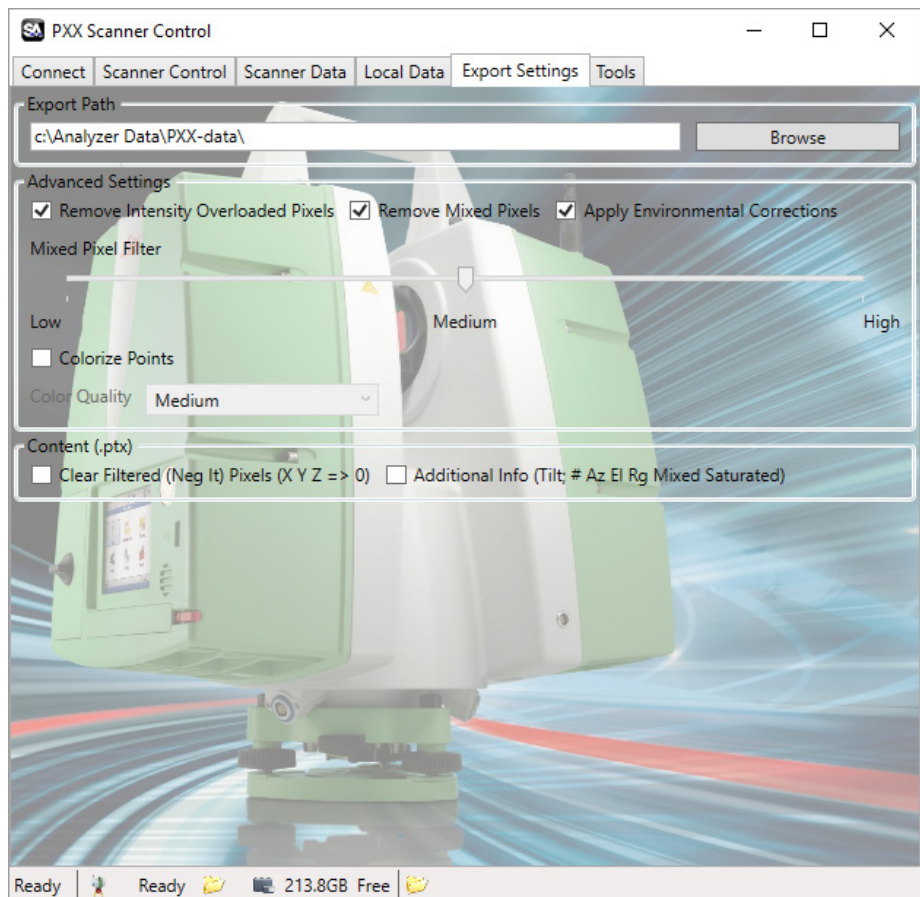 SA PXX Scanner Control
Connect Scanner Control Scanner Data Local Data Export Settings Tools
Export Path
c:\Analyzer Data\PXX-data\ Browse
Advanced Settings
Remove Intensity Overloaded Pixels Remove Mixed Pixels Apply Environmental Corrections
Mixed Pixel Filter
Low Medium High
Colorize Points
Color Quality Medium
Content (.ptx)
Clear Filtered (Neg It) Pixels (X Y Z => 0) Additional Info (Tilt; # Az El Rg Mixed Saturated)
Ready Ready 213.8GB Free